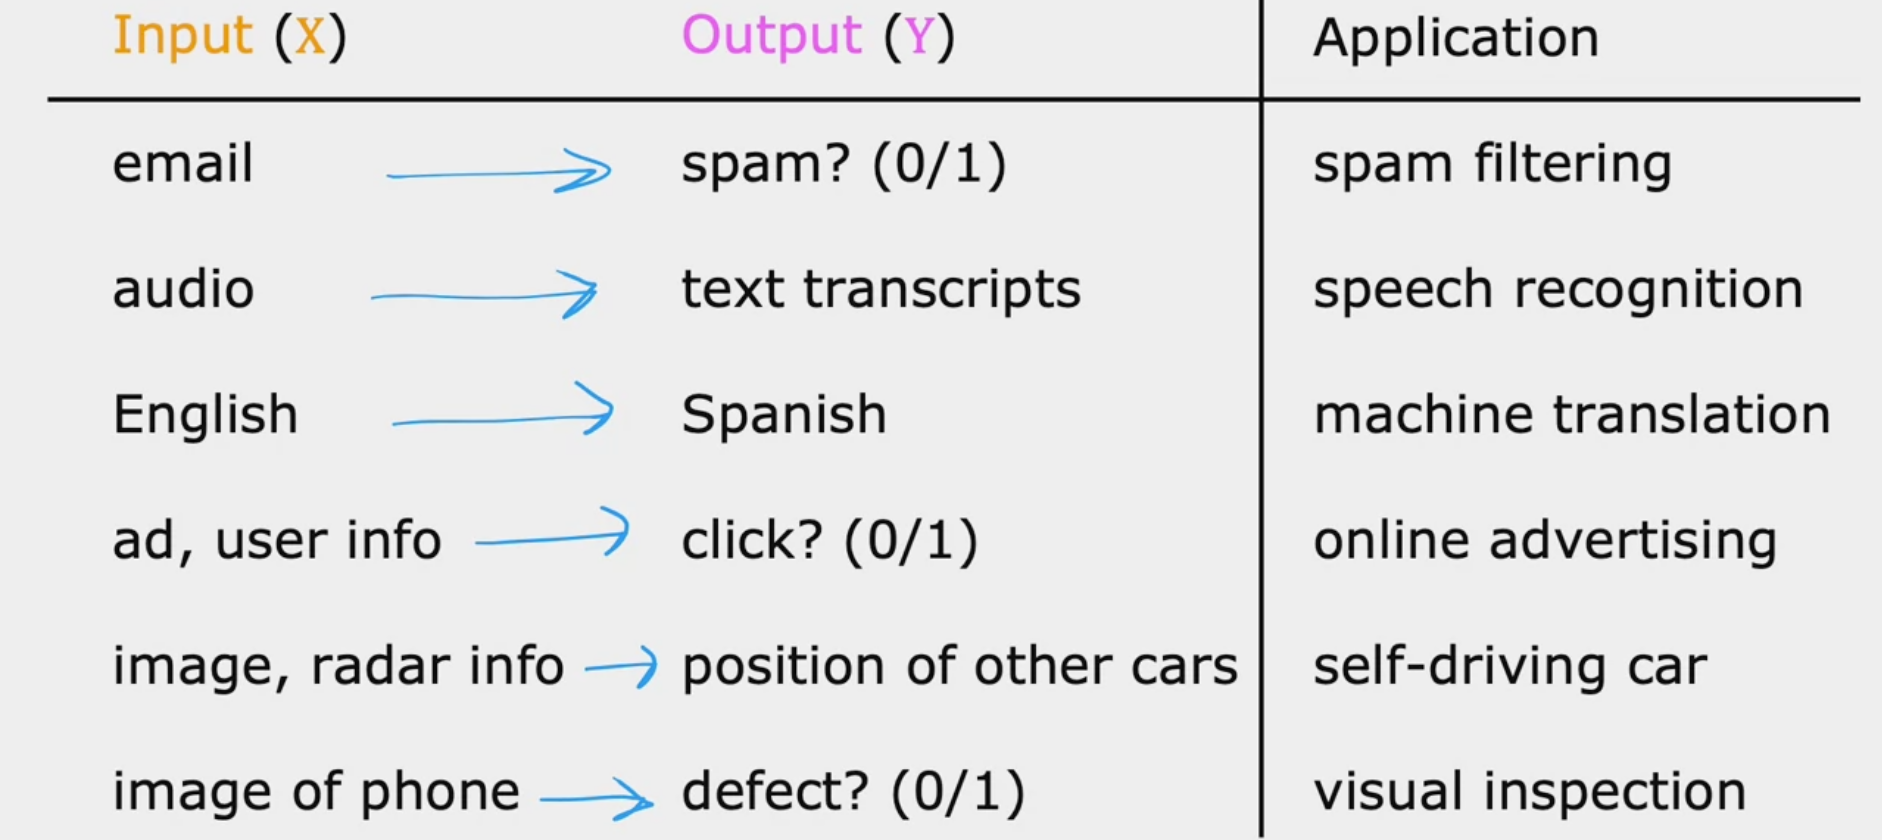 Input (X) Output (Y) Application
email spam? (0/1) spam filtering
audio text transcripts speech recognition
English Spanish machine translation
ad, user info click? (0/1) online advertising
image, radar info position of other cars self-driving car
image of phone defect? (0/1) visual inspection